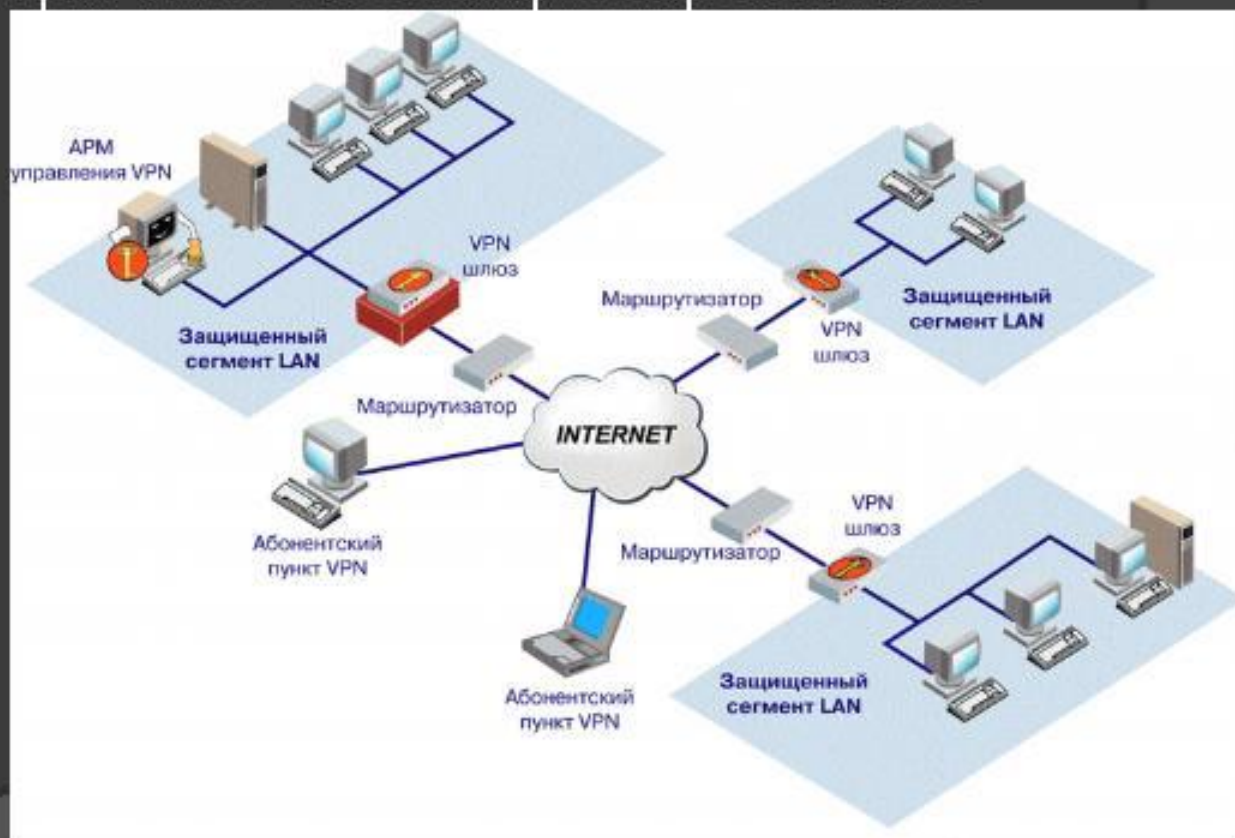 АРМ
управления VPN
VPN
шлюз
Защищенный
сегмент LAN
Маршрутизатор
Маршрутизатор
VPN
шлюз
Защищенный
сегмент LAN
INTERNET
Абонентский
пункт VPN
Абонентский
пункт VPN
Маршрутизатор
VPN
шлюз
Защищенный
сегмент LAN